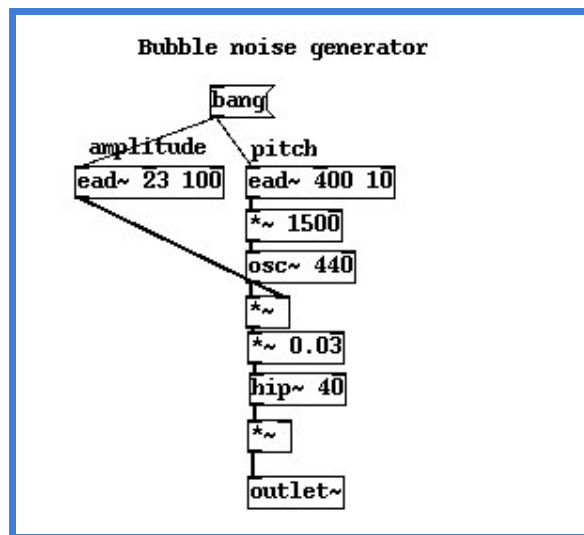 Bubble noise generator
bang
amplitude
pitch
ead~ 23 100
ead~ 400 10
*~ 1500
osc~ 440
*~
*~ 0.03
hip~ 40
*~
outlet~